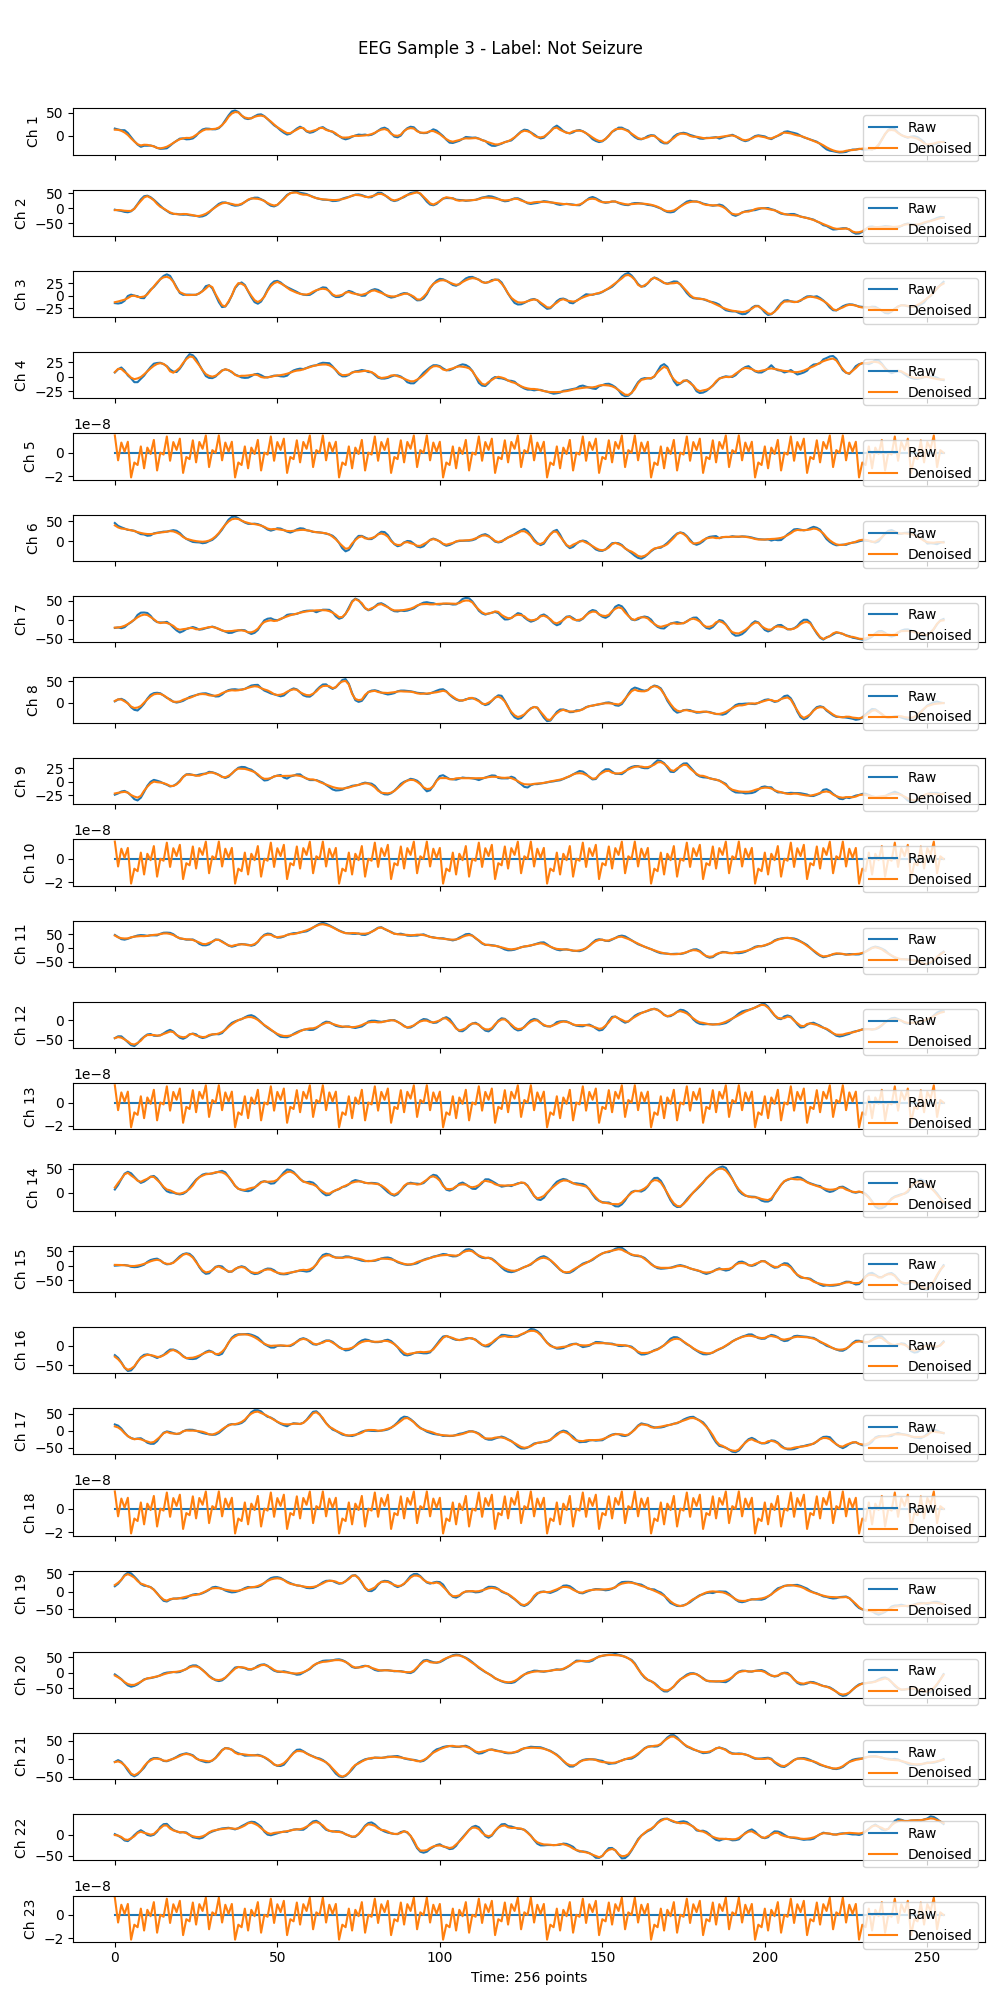 EEG Sample 3 - Label: Not Seizure
50
0
Ch 1
Raw
Denoised
50
0
−50
Ch 2
Raw
Denoised
25
0
−25
Ch 3
Raw
Denoised
25
0
−25
Ch 4
Raw
Denoised
1e−8
0
−2
Ch 5
Raw
Denoised
50
0
Ch 6
Raw
Denoised
50
0
−50
Ch 7
Raw
Denoised
50
0
Ch 8
Raw
Denoised
25
0
−25
Ch 9
Raw
Denoised
1e−8
0
−2
Ch 10
Raw
Denoised
50
0
−50
Ch 11
Raw
Denoised
0
−50
Ch 12
Raw
Denoised
1e−8
0
−2
Ch 13
Raw
Denoised
50
0
Ch 14
Raw
Denoised
50
0
−50
Ch 15
Raw
Denoised
0
−50
Ch 16
Raw
Denoised
50
0
−50
Ch 17
Raw
Denoised
1e−8
0
−2
Ch 18
Raw
Denoised
50
0
−50
Ch 19
Raw
Denoised
50
0
−50
Ch 20
Raw
Denoised
50
0
−50
Ch 21
Raw
Denoised
0
−50
Ch 22
Raw
Denoised
1e−8
0
−2
Ch 23
Raw
Denoised
0 50 100 150 200 250
Time: 256 points